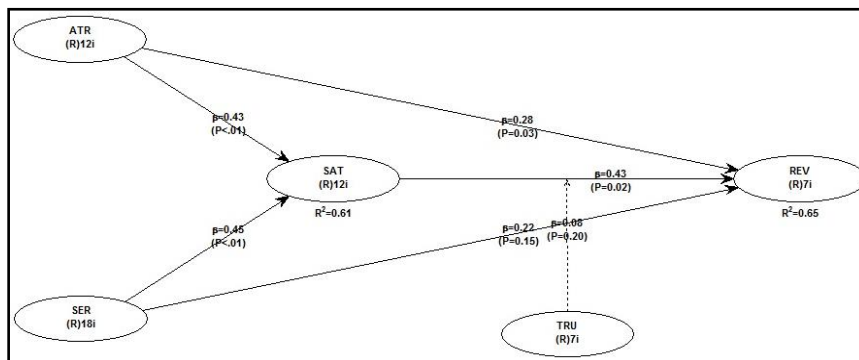 ATR
(R)12i
β=0.43
(P<.01)
β=0.28
(P=0.03)
SAT
(R)12i
R²=0.61
β=0.43
(P=0.02)
REV
(R)7i
R²=0.65
β=0.45
(P<.01)
β=0.22
(P=0.15)
β=0.08
(P=0.20)
SER
(R)18i
TRU
(R)7i